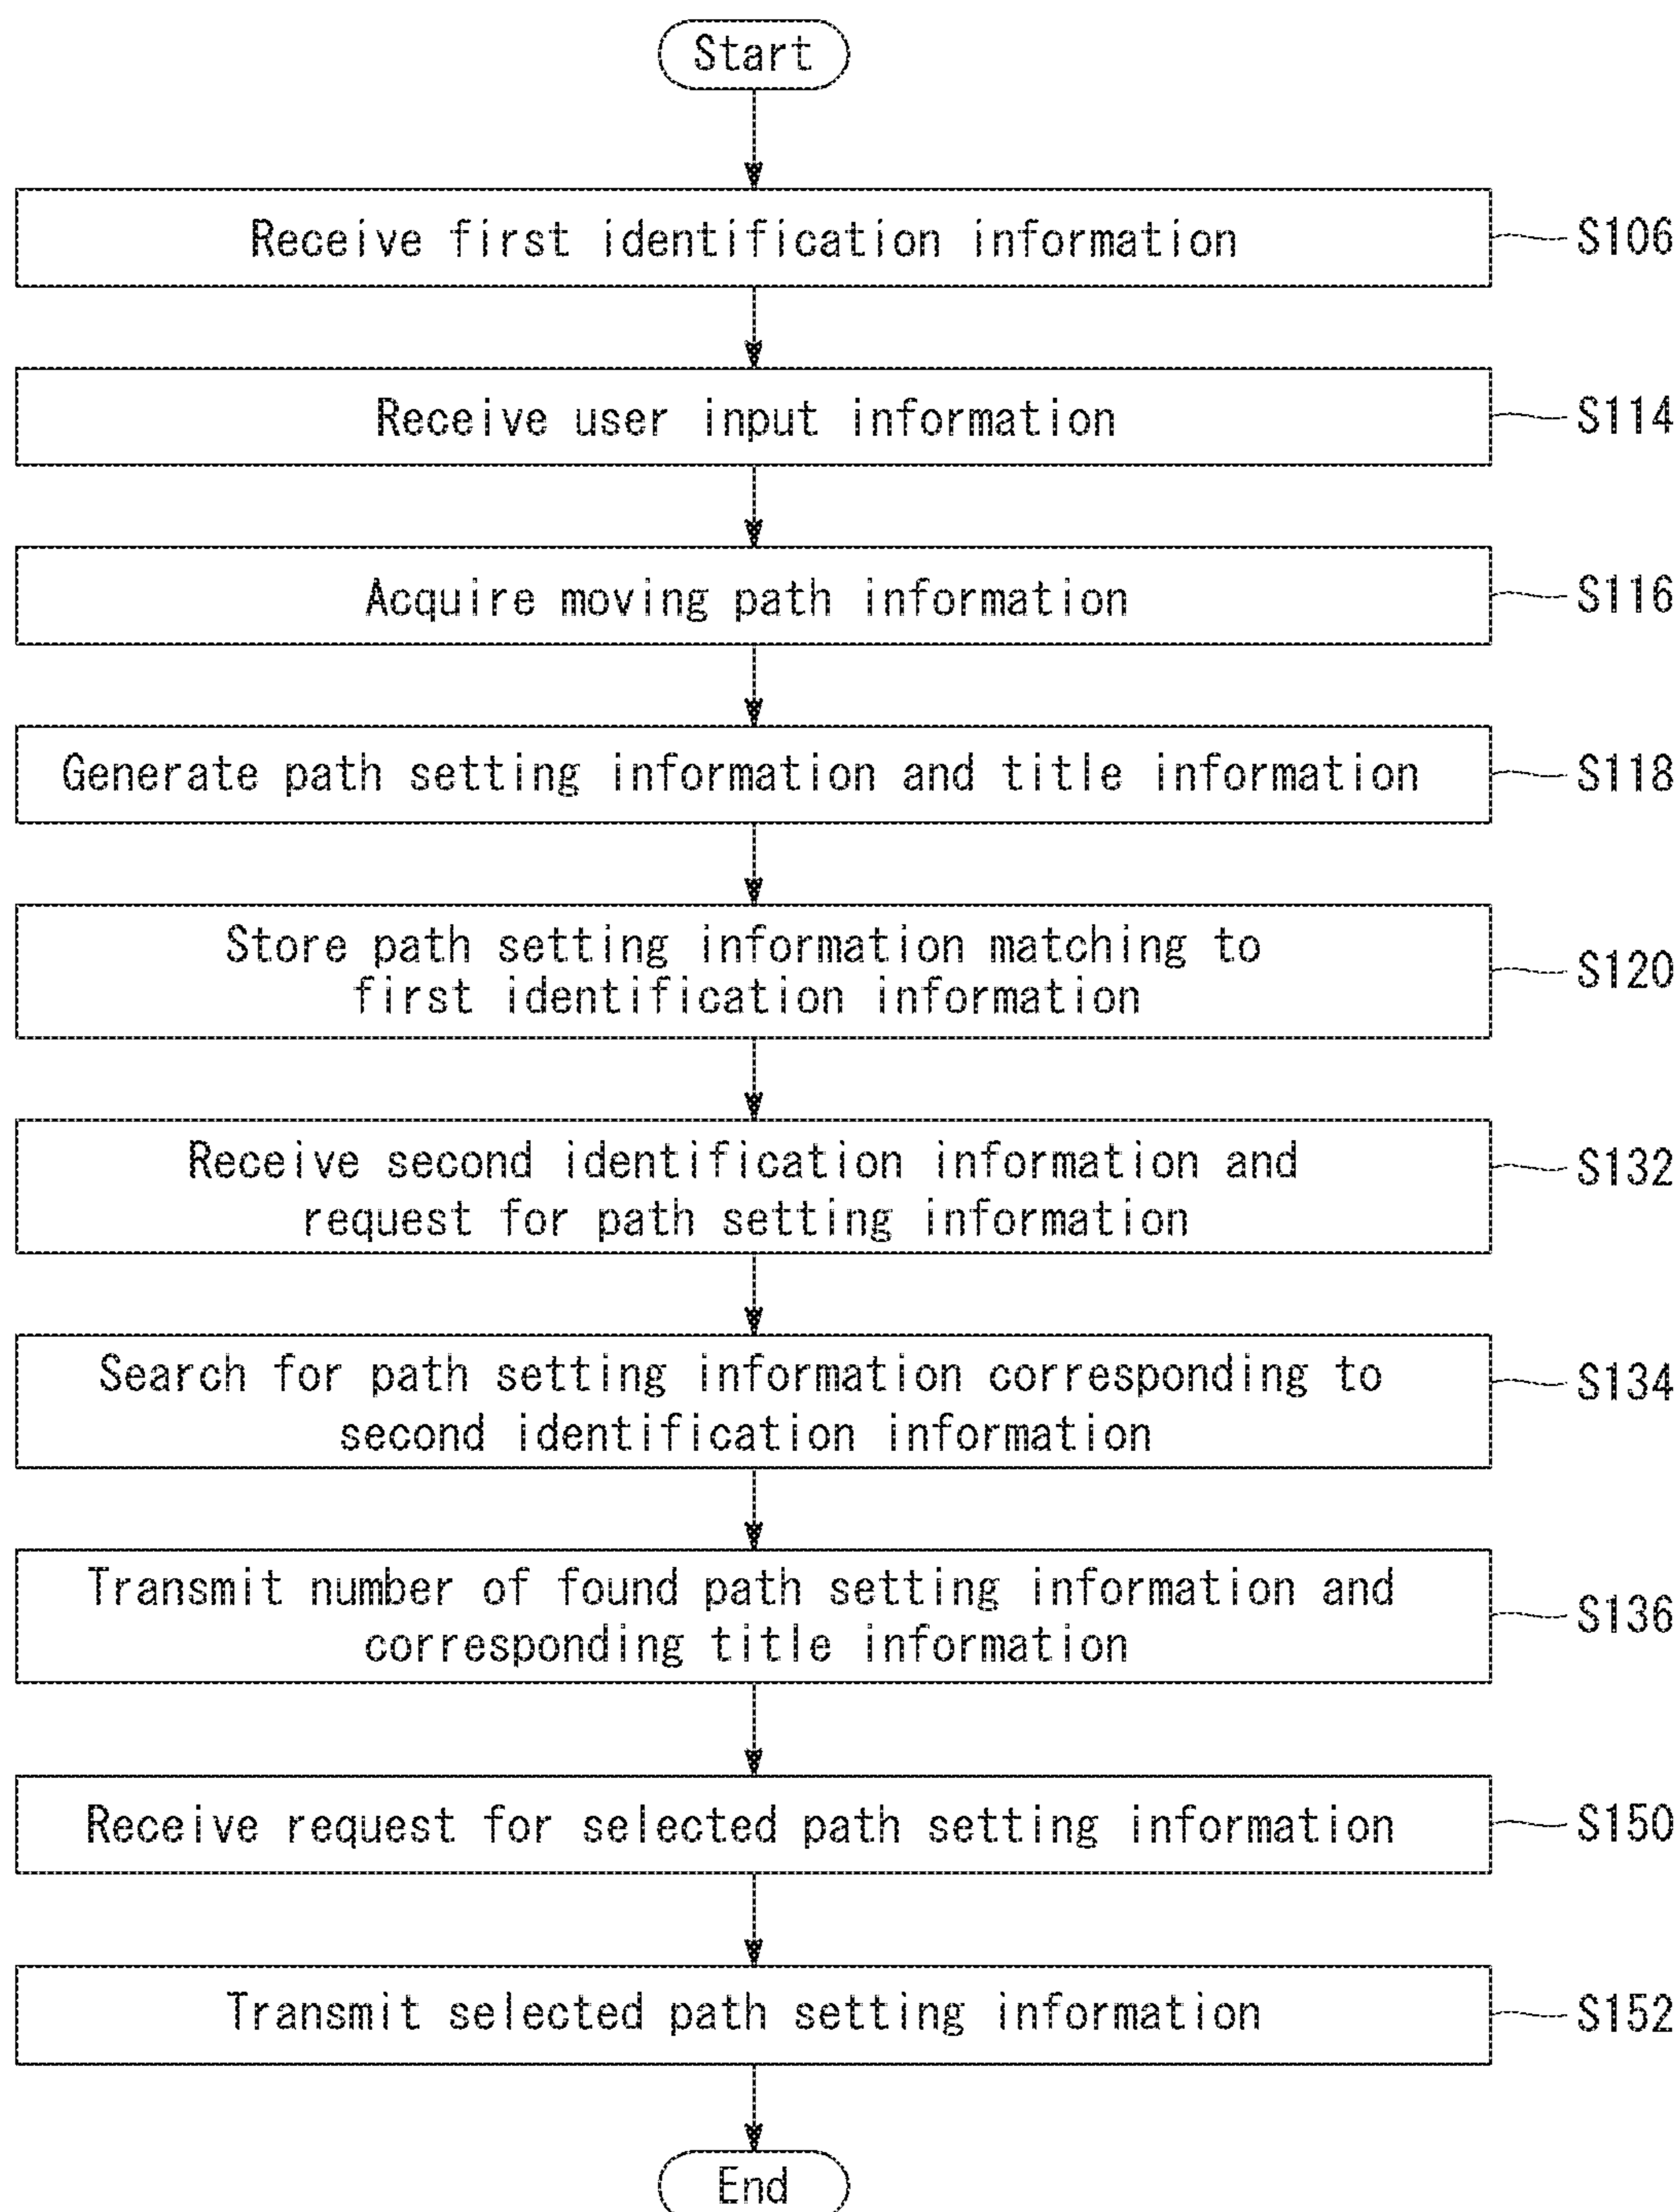 Start
Receive first identification information
S106
Receive user input information
S114
Acquire moving path information
S116
Generate path setting information and title information
S118
Store path setting information matching to
first identification information
S120
Receive second identification information and
request for path setting information
S132
Search for path setting information corresponding to
second identification information
S134
Transmit number of found path setting information and
corresponding title information
S136
Receive request for selected path setting information
S150
Transmit selected path setting information
S152
End